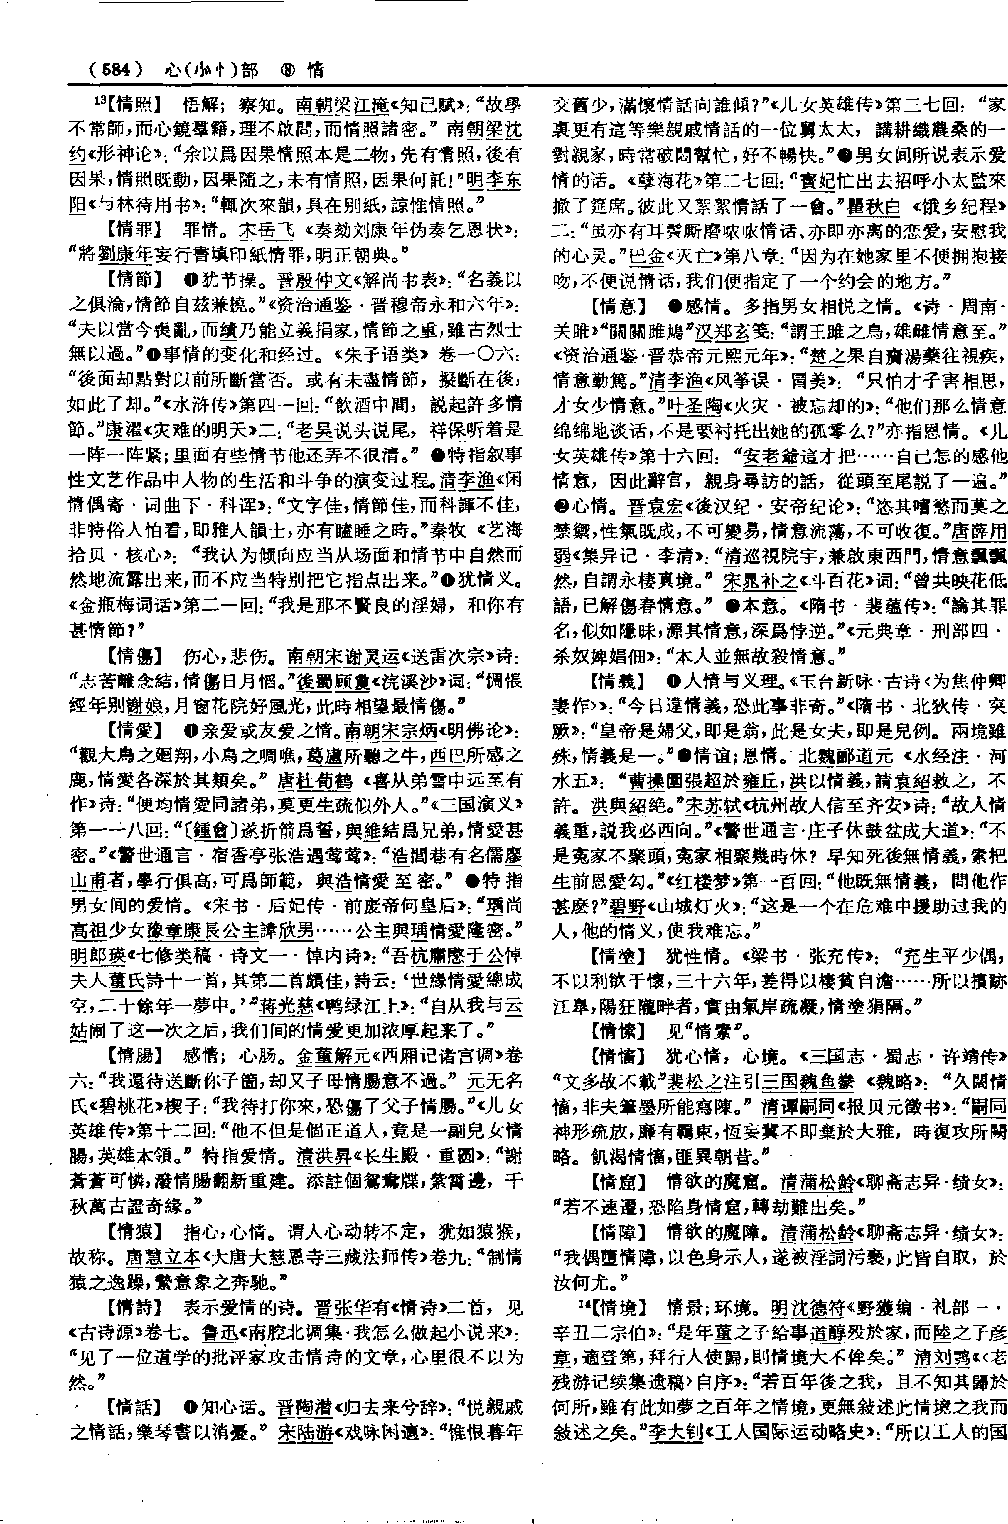 (584) 心(小忄)部 ⑧ 情
¹³【情照】 悟解；察知。南朝梁江淹《知己賦》：“故學
不常師，而心鏡羣籍，理不啟問，而情照諸密。”南朝梁沈
约《形神论》：“余以爲因果情照本是二物，先有情照，後有
因果，情照既動，因果隨之，未有情照，因果何託！”明李东
阳《与林待用书》：“輒次來韻，具在别紙，諒惟情照。”
【情罪】 罪情。宋岳飞《奏劾刘康年伪奏乞恩状》：
“將劉康年妄行書填印紙情罪，明正朝典。”
【情節】 ❶犹节操。晋殷仲文《解尚书表》：“名義以
之俱淪，情節自兹兼撓。”《资治通鉴·晋穆帝永和六年》：
“夫以當今喪亂，而續乃能立義捐家，情節之重，雖古烈士
無以過。”❷事情的变化和经过。《朱子语类》卷一〇六：
“後面却點對以前所斷當否。或有未盡情節，擬斷在後，
如此了却。”《水浒传》第四一回：“飲酒中間，説起許多情
節。”康濯《灾难的明天》二：“老吴说头说尾，祥保听着是
一阵一阵紧；里面有些情节他还弄不很清。”❸特指叙事
性文艺作品中人物的生活和斗争的演变过程。清李渔《闲
情偶寄·词曲下·科诨》：“文字佳，情節佳，而科諢不佳，
非特俗人怕看，即雅人韻士，亦有瞌睡之時。”秦牧《艺海
拾贝·核心》：“我认为倾向应当从场面和情节中自然而
然地流露出来，而不应当特别把它指点出来。”❹犹情义。
《金瓶梅词话》第二一回：“我是那不賢良的淫婦，和你有
甚情節？”
【情傷】 伤心，悲伤。南朝宋谢灵运《送雷次宗》诗：
“志苦離念結，情傷日月慆。”後蜀顾敻《浣溪沙》词：“惆悵
經年别謝娘，月窗花院好風光，此時相望最情傷。”
【情愛】 ❶亲爱或友爱之情。南朝宋宗炳《明佛论》：
“觀大鳥之迴翔，小鳥之啁噍，葛盧所聽之牛，西巴所感之
鹿，情愛各深於其類矣。”唐杜荀鹤《喜从弟雪中远至有
作》诗：“便均情愛同諸弟，莫更生疏似外人。”《三国演义》
第一一八回：“〔鍾會〕遂折箭爲誓，與維結爲兄弟，情愛甚
密。”《警世通言·宿香亭张浩遇莺莺》：“浩間巷有名儒廖
山甫者，學行俱高，可爲師範，與浩情愛至密。”❷特指
男女间的爱情。《宋书·后妃传·前废帝何皇后》：“瑀尚
高祖少女豫章康長公主諱欣男……公主與瑀情愛隆密。”
明郎瑛《七修类稿·诗文一·悼内诗》：“吾杭肅愍于公悼
夫人董氏詩十一首，其第二首頗佳，詩云：‘世緣情愛總成
空，二十餘年一夢中。’”蒋光慈《鸭绿江上》：“自从我与云
姑闹了这一次之后，我们间的情爱更加浓厚起来了。”
【情腸】 感情；心肠。金董解元《西厢记诸宫调》卷
六：“我還待送斷你子箇，却又子母情腸意不過。”元无名
氏《碧桃花》楔子：“我待打你來，恐傷了父子情腸。”《儿女
英雄传》第十二回：“他不但是個正道人，竟是一副兒女情
腸，英雄本領。”特指爱情。清洪昇《长生殿·重圆》：“謝
蒼蒼可憐，潑情腸翻新重建。添註個鴛鴦牒，紫霄邊，千
秋萬古證奇緣。”
【情猿】 指心，心情。谓人心动转不定，犹如猿猴，
故称。唐慧立本《大唐大慈恩寺三藏法师传》卷九：“制情
猿之逸躁，縶意象之奔馳。”
【情詩】 表示爱情的诗。晋张华有《情诗》二首，见
《古诗源》卷七。鲁迅《南腔北调集·我怎么做起小说来》：
“见了一位道学的批评家攻击情诗的文章，心里很不以为
然。”
【情話】 ❶知心话。晋陶潜《归去来兮辞》：“悦親戚
之情話，樂琴書以消憂。”宋陆游《戏咏闲適》：“惟恨暮年
交舊少，滿懷情話向誰傾？”《儿女英雄传》第三七回：“家
裏更有這等樂親戚情話的一位舅太太，講耕織農桑的一
對親家，時常破悶幫忙，好不暢快。”❷男女间所说表示爱
情的话。《孽海花》第二七回：“寶妃忙出去招呼小太監來
撤了筵席。彼此又絮絮情話了一會。”瞿秋白《饿乡纪程》
二：“虽亦有耳鬓厮磨哝哝情话、亦即亦离的恋爱，安慰我
的心灵。”巴金《灭亡》第八章：“因为在她家里不便拥抱接
吻，不便说情话，我们便指定了一个约会的地方。”
【情意】 ❶感情。多指男女相悦之情。《诗·周南·
关雎》“關關雎鳩”汉郑玄笺：“謂王雎之鳥，雄雌情意至。”
《资治通鉴·晋恭帝元熙元年》：“楚之果自齎湯藥往視疾，
情意勤篤。”清李渔《风筝误·闺美》：“只怕才子害相思，
才女少情意。”叶圣陶《火灾·被忘却的》：“他们那么情意
绵绵地谈话，不是要衬托出她的孤零么？”亦指恩情。《儿
女英雄传》第十六回：“安老爺這才把……自己怎的感他
情意，因此辭官，親身尋訪的話，從頭至尾説了一遍。”
❷心情。晋袁宏《後汉纪·安帝纪论》：“恣其嗜慾而莫之
禁禦，性氣既成，不可變易，情意流蕩，不可收復。”唐薛用
弱《集异记·李清》：“清巡視院宇，兼啟東西門，情意飄飄
然，自謂永棲真境。”宋晁补之《斗百花》词：“曾共映花低
語，已解傷春情意。”❸本意。《隋书·裴蕴传》：“論其罪
名，似如隱昧，源其情意，深爲悖逆。”《元典章·刑部四·
杀奴婢娼佃》：“本人並無故殺情意。”
【情義】 ❶人情与义理。《玉台新咏·古诗〈为焦仲卿
妻作〉》：“今日違情義，恐此事非奇。”《隋书·北狄传·突
厥》：“皇帝是婦父，即是翁，此是女夫，即是兒例。兩境雖
殊，情義是一。”❷情谊；恩情。北魏郦道元《水经注·河
水五》：“曹操圍張超於雍丘，洪以情義，請袁紹救之，不
許。洪與紹絶。”宋苏轼《杭州故人信至齐安》诗：“故人情
義重，説我必西向。”《警世通言·庄子休鼓盆成大道》：“不
是寃家不聚頭，寃家相聚幾時休？早知死後無情義，索把
生前恩愛勾。”《红楼梦》第一百回：“他既無情義，問他作
甚麽？”碧野《山城灯火》：“这是一个在危难中援助过我的
人，他的情义，使我难忘。”
【情塗】 犹性情。《梁书·张充传》：“充生平少偶，
不以利欲干懷，三十六年，差得以棲貧自澹……所以擯跡
江臯，陽狂隴畔者，實由氣岸疏凝，情塗狷隔。”
【情愫】 见“情素”。
【情慉】 犹心情，心境。《三国志·蜀志·许靖传》
“文多故不載”裴松之注引三国魏鱼豢《魏略》：“久闊情
慉，非夫筆墨所能寫陳。”清谭嗣同《报贝元徵书》：“嗣同
神形疏放，靡有羈束，恆妄冀不即棄於大雅，時復攻所闕
略。飢渴情慉，匪異朝昔。”
【情窟】 情欲的魔窟。清蒲松龄《聊斋志异·绩女》：
“若不速遷，恐陷身情窟，轉劫難出矣。”
【情障】 情欲的魔障。清蒲松龄《聊斋志异·绩女》：
“我偶墮情障，以色身示人，遂被淫詞污褻，此皆自取，於
汝何尤。”
¹⁴【情境】 情景；环境。明沈德符《野獲编·礼部一·
辛丑二宗伯》：“是年董之子給事道醇殁於家，而陸之子彦
章，適登第，拜行人使歸，則情境大不侔矣。”清刘鹗《〈老
残游记续集遗稿〉自序》：“若百年後之我，且不知其歸於
何所，雖有此如夢之百年之情境，更無敍述此情境之我而
敍述之矣。”李大钊《工人国际运动略史》：“所以工人的国